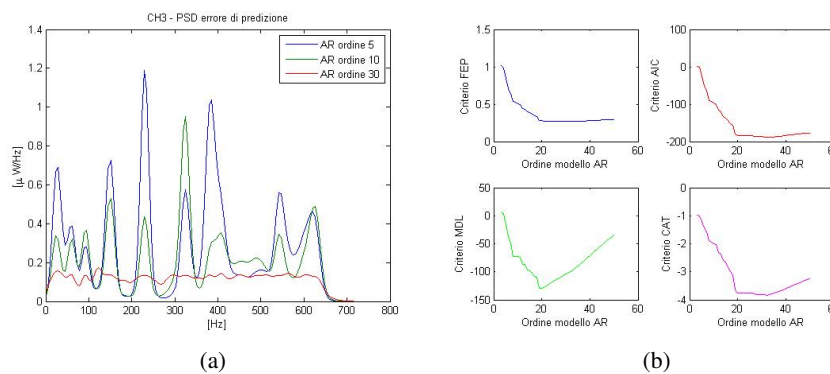 CH3 - PSD errore di predizione
[μ W/Hz]
1.4
1.2
1
0.8
0.6
0.4
0.2
0
AR ordine 5
AR ordine 10
AR ordine 30
0 100 200 300 400 500 600 700 800
[Hz]
(a)
Criterio FEP
1.5
1
0.5
0
0 20 40 60
Ordine modello AR
Criterio AIC
0
-100
-200
0 20 40 60
Ordine modello AR
Criterio MDL
50
0
-50
-100
-150
0 20 40 60
Ordine modello AR
Criterio CAT
-1
-2
-3
-4
0 20 40 60
Ordine modello AR
(b)